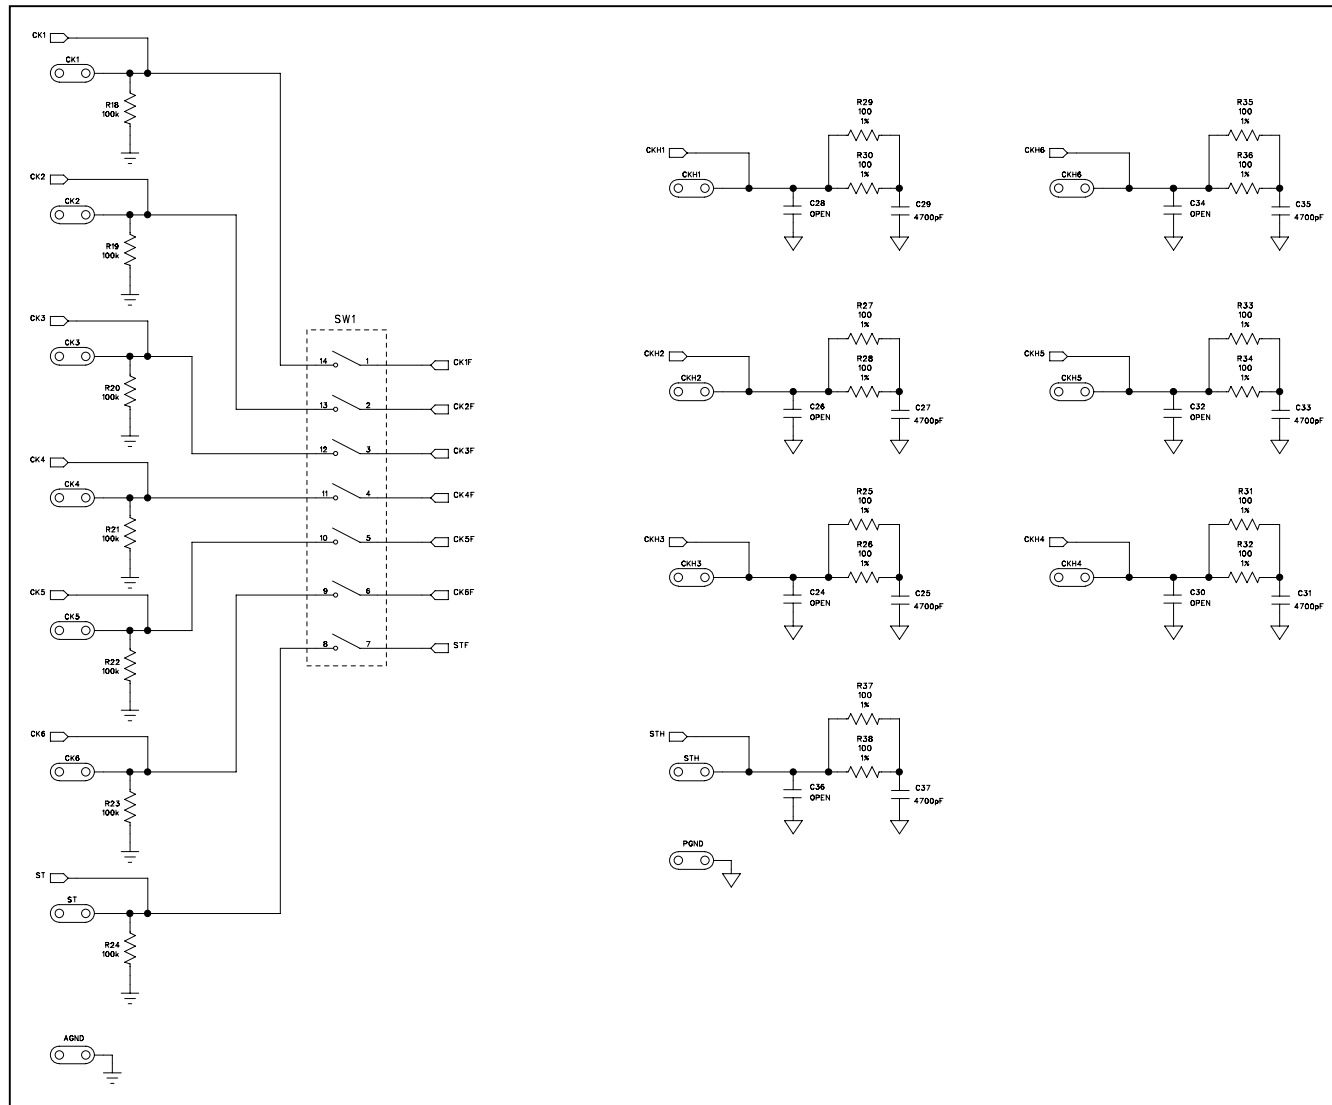 CK1
CK1
R18
100k
CK2
CK2
R19
100k
CK3
CK3
R20
100k
CK4
CK4
R21
100k
CK5
CK5
R22
100k
CK6
CK6
R23
100k
ST
ST
R24
100k
AGND
SW1
14 1 CK1F
13 2 CK2F
12 3 CK3F
11 4 CK4F
10 5 CK5F
9 6 CK6F
8 7 STF
R29
100
1%
CKH1
R30
100
1%
CKH1
C28
OPEN
C29
4700pF
R27
100
1%
CKH2
R28
100
1%
CKH2
C26
OPEN
C27
4700pF
R25
100
1%
CKH3
R26
100
1%
CKH3
C24
OPEN
C25
4700pF
R37
100
1%
STH
R38
100
1%
STH
C36
OPEN
C37
4700pF
PGND
R35
100
1%
CKH6
R36
100
1%
CKH6
C34
OPEN
C35
4700pF
R33
100
1%
CKH5
R34
100
1%
CKH5
C32
OPEN
C33
4700pF
R31
100
1%
CKH4
R32
100
1%
CKH4
C30
OPEN
C31
4700pF